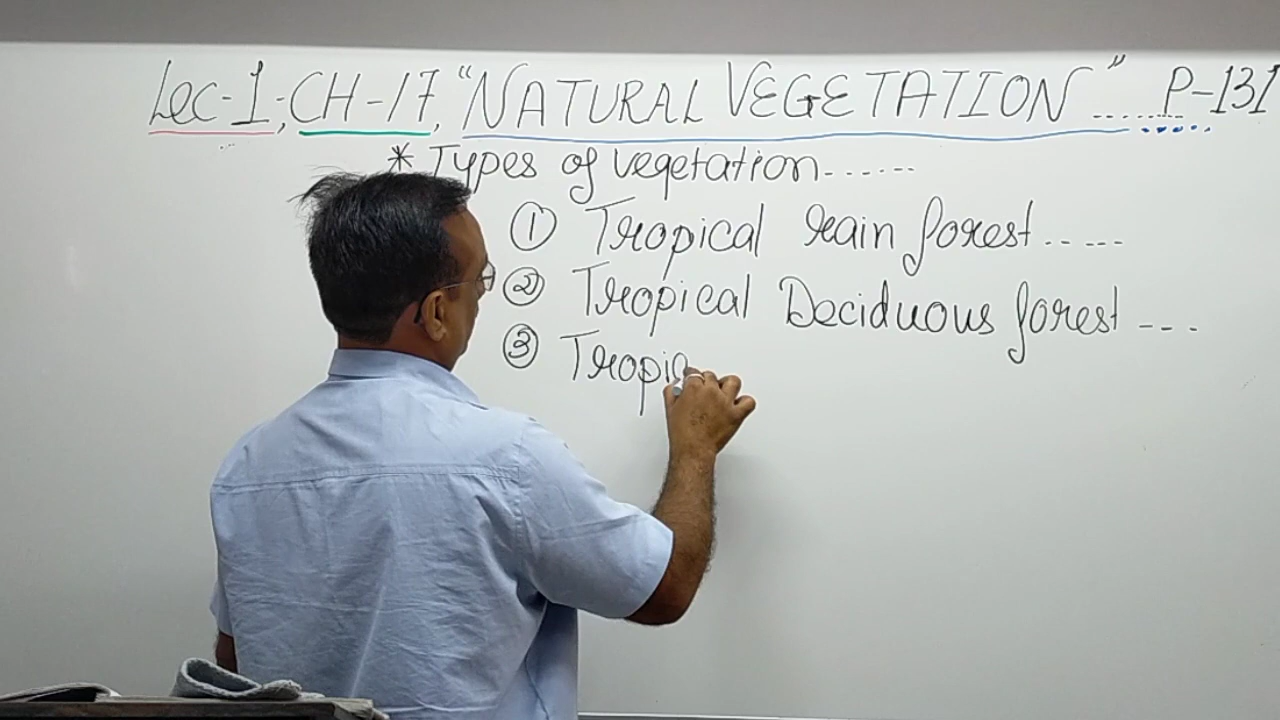 Lec-1, CH-17, "NATURAL VEGETATION" ........ P-131
* Types of vegetation......
① Tropical rain forest.....
② Tropical Deciduous forest ---
③ Tropic